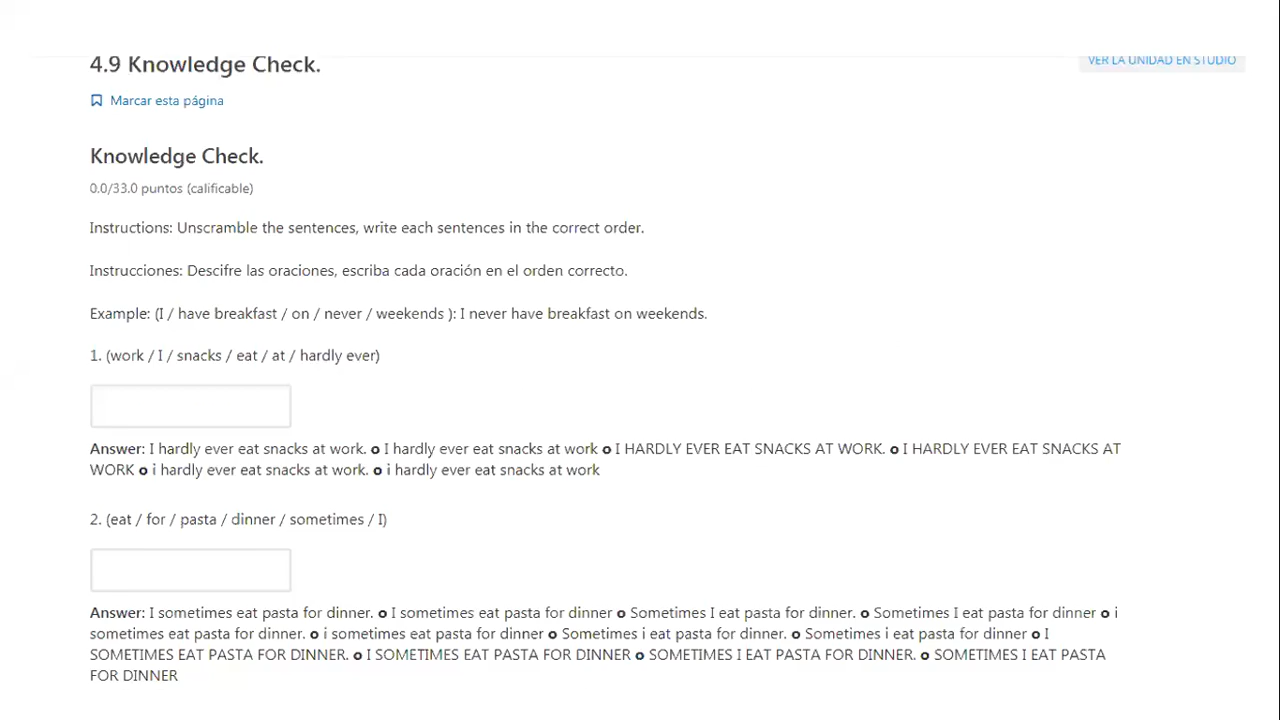 4.9 Knowledge Check.
VER LA UNIDAD EN STUDIO
Marcar esta página
Knowledge Check.
0.0/33.0 puntos (calificable)
Instructions: Unscramble the sentences, write each sentences in the correct order.
Instrucciones: Descifre las oraciones, escriba cada oración en el orden correcto.
Example: (I / have breakfast / on / never / weekends ): I never have breakfast on weekends.
1. (work / I / snacks / eat / at / hardly ever)
Answer: I hardly ever eat snacks at work. o I hardly ever eat snacks at work o I HARDLY EVER EAT SNACKS AT WORK. o I HARDLY EVER EAT SNACKS AT
WORK o i hardly ever eat snacks at work. o i hardly ever eat snacks at work
2. (eat / for / pasta / dinner / sometimes / I)
Answer: I sometimes eat pasta for dinner. o I sometimes eat pasta for dinner o Sometimes I eat pasta for dinner. o Sometimes I eat pasta for dinner o i
sometimes eat pasta for dinner. o i sometimes eat pasta for dinner o Sometimes i eat pasta for dinner. o Sometimes i eat pasta for dinner o I
SOMETIMES EAT PASTA FOR DINNER. o I SOMETIMES EAT PASTA FOR DINNER o SOMETIMES I EAT PASTA FOR DINNER. o SOMETIMES I EAT PASTA
FOR DINNER